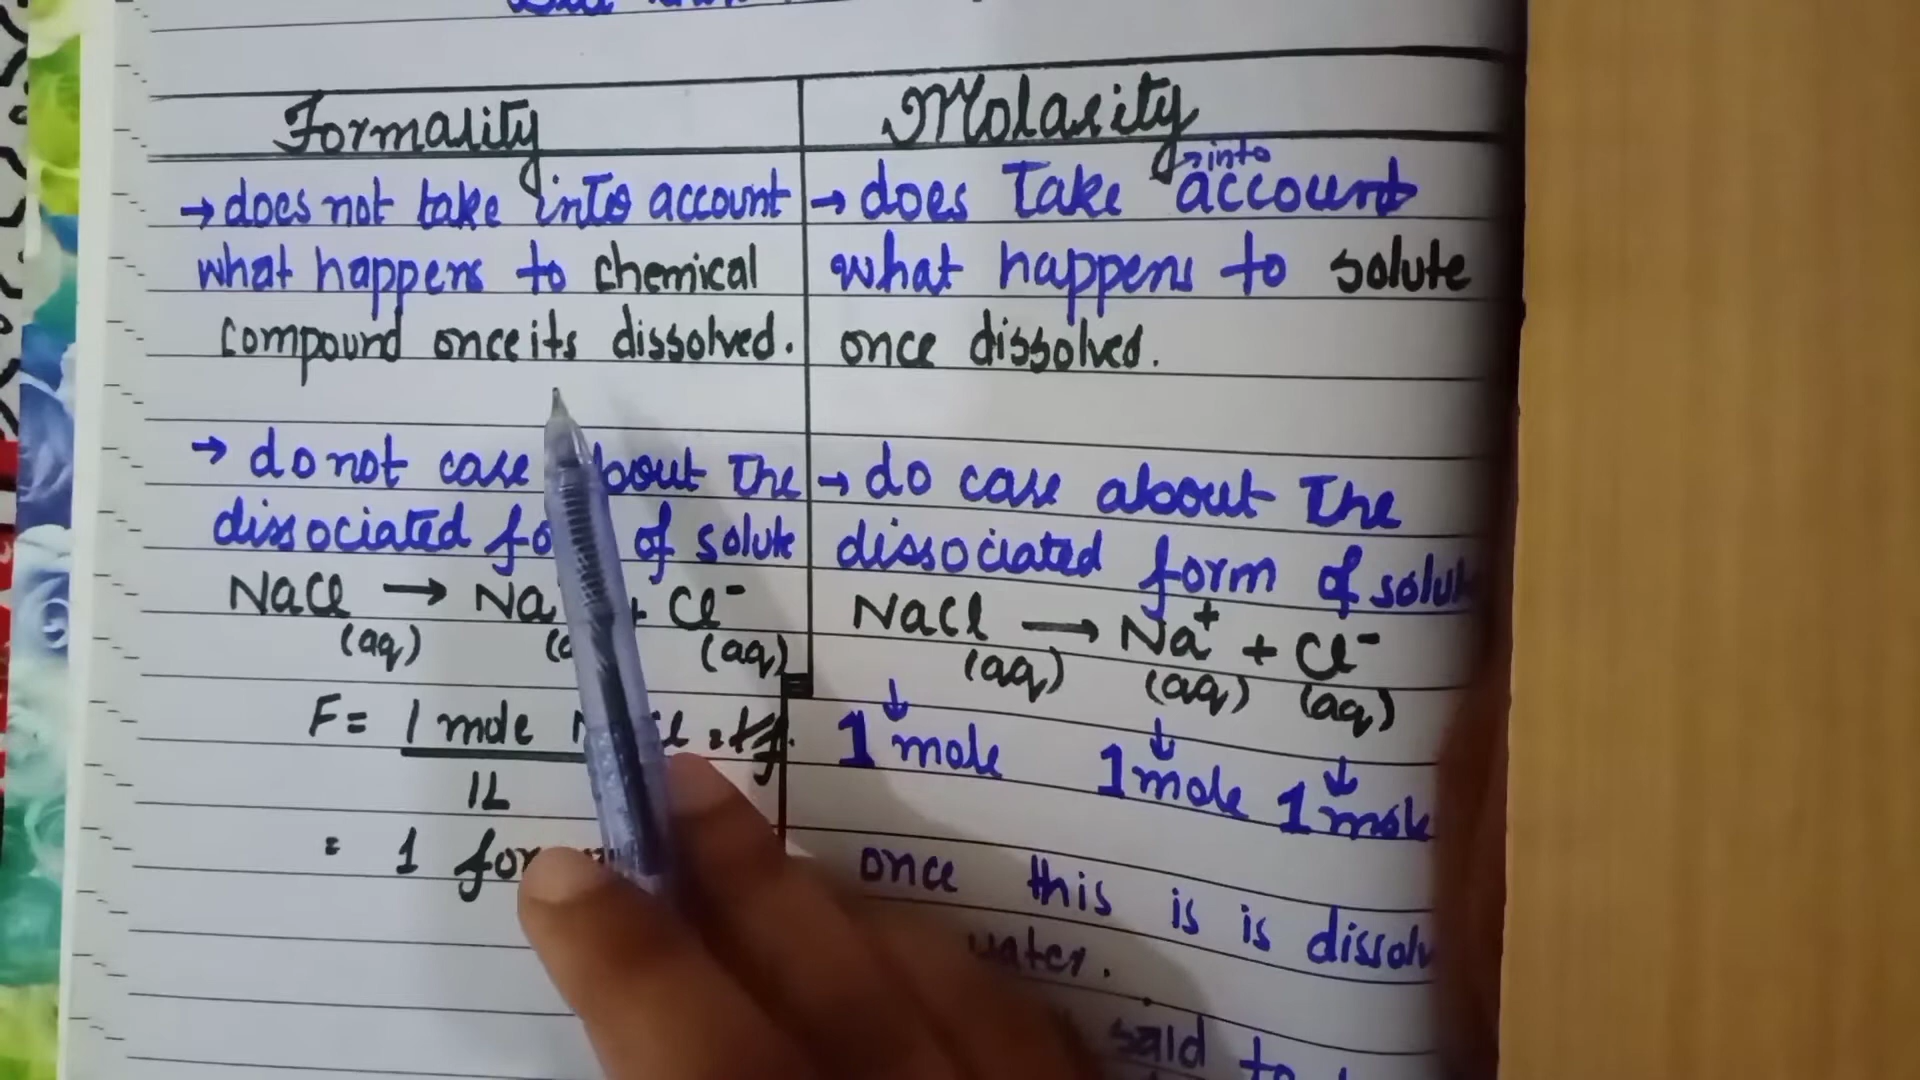 Formality
→ does not take into account
what happens to chemical
compound once its dissolved.
→ do not care about the
dissociated of solute
NaCl → Na + Cl⁻
(aq) (aq)
F = 1 mole
1L
= 1
Molarity
→ into
→ does Take account
what happens to solute
once dissolved.
→ do care about The
dissociated form of
NaCl → Na⁺ + Cl⁻
(aq) (aq) (aq)
↓ ↓ ↓
1 mole 1 mole 1 mole
once this is is
water.
said to